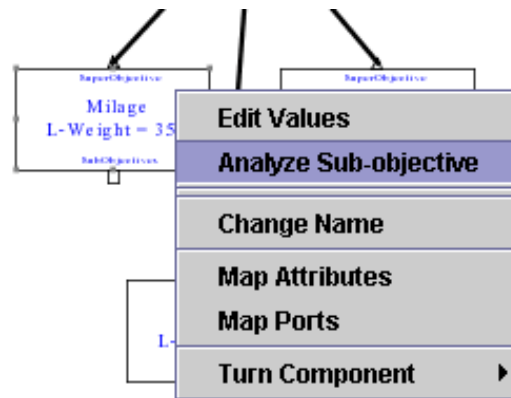 SuperObjective
SuperObjective
Milage
L-Weight = 35
SubObjectives
Edit Values
Analyze Sub-objective
Change Name
Map Attributes
Map Ports
L-
Turn Component